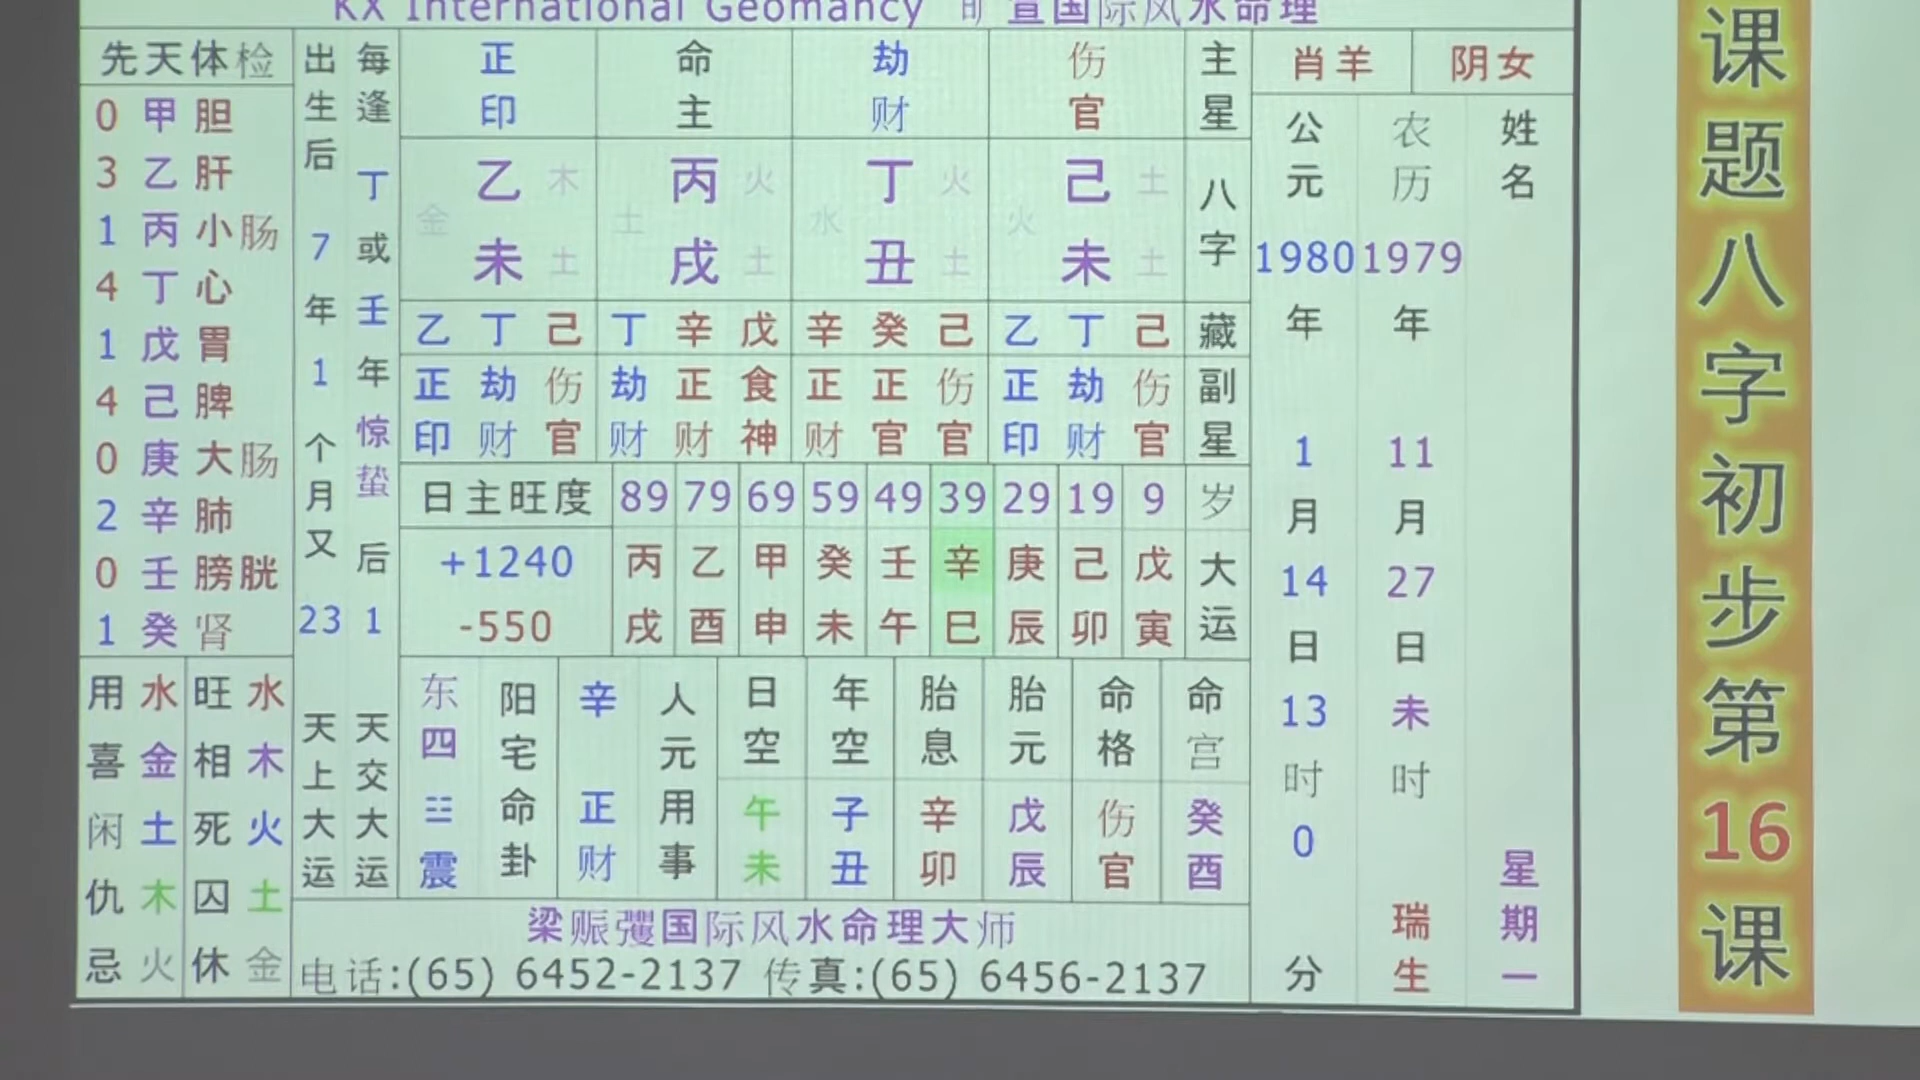 KX International Geomancy
国际风水命理
先天体检
0 甲 胆
3 乙 肝
1 丙 小肠
4 丁 心
1 戊 胃
4 己 脾
0 庚 大肠
2 辛 肺
0 壬 膀胱
1 癸 肾
用 水 旺 水
喜 金 相 木
闲 土 死 火
仇 木 囚 土
忌 火 休 金
出生后 7 年 1 个月又 23 天上大运
每逢 丁 或 壬 年 惊蛰 后 1 天交大运
正印 命主 劫财 伤官 主星
乙 木 丙 火 丁 火 己 土 八字
金 土 水 火
未 土 戌 土 丑 土 未 土
乙 丁 己 丁 辛 戊 辛 癸 己 乙 丁 己 藏
正印 劫财 伤官 劫财 正财 食神 正财 正官 伤官 正印 劫财 伤官 副星
日主旺度 89 79 69 59 49 39 29 19 9 岁
+1240 丙 乙 甲 癸 壬 辛 庚 己 戊 大运
-550 戌 酉 申 未 午 巳 辰 卯 寅
东四 ☳ 震 阳宅命卦 辛 正财 人元用事
日空 年空 胎息 胎元 命格 命宫
午未 子丑 辛卯 戊辰 伤官 癸酉
国际风水命理大师
电话:(65) 6452-2137 传真:(65) 6456-2137
肖羊 阴女
公元 1980 年 1 月 14 日 13 时 0 分
农历 1979 年 11 月 27 日 未 时 瑞生
姓名 星期一
课题八字初步第16课